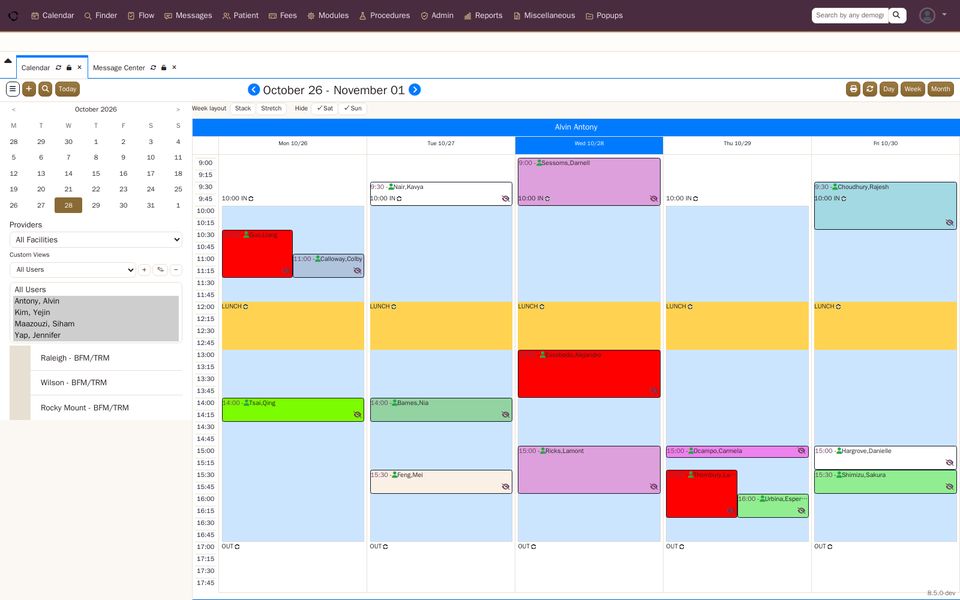 Calendar Finder Flow Messages Patient Fees Modules Procedures Admin Reports Miscellaneous Popups
Search by any demog
Calendar × Message Center ×
+ Today
October 26 - November 01
Day Week Month
< October 2026 >
M T W T F S S
28 29 30 1 2 3 4
5 6 7 8 9 10 11
12 13 14 15 16 17 18
19 20 21 22 23 24 25
26 27 28 29 30 31 1
Providers
All Facilities
Custom Views
All Users + −
All Users
Antony, Alvin
Kim, Yejin
Maazouzi, Siham
Yap, Jennifer
Raleigh - BFM/TRM
Wilson - BFM/TRM
Rocky Mount - BFM/TRM
Week layout Stack Stretch Hide ✓Sat ✓Sun
Alvin Antony
Mon 10/26 Tue 10/27 Wed 10/28 Thu 10/29 Fri 10/30
9:00
9:15
9:30
9:45
10:00
10:15
10:30
10:45
11:00
11:15
11:30
11:45
12:00
12:15
12:30
12:45
13:00
13:15
13:30
13:45
14:00
14:15
14:30
14:45
15:00
15:15
15:30
15:45
16:00
16:15
16:30
16:45
17:00
17:15
17:30
17:45
10:00 IN
11:00 - Calloway,Colby
LUNCH
14:00 - Tsai,Qing
OUT
9:30 - Nair,Kavya
10:00 IN
LUNCH
14:00 - Barnes,Nia
15:30 - Feng,Mei
OUT
9:00 - Sessoms,Darnell
10:00 IN
LUNCH
15:00 - Ricks,Lamont
OUT
10:00 IN
LUNCH
15:00 - Ocampo,Carmela
16:00 - Urbina,Esper...
OUT
9:30 - Choudhury,Rajesh
10:00 IN
LUNCH
15:00 - Hargrove,Danielle
15:30 - Shimizu,Sakura
OUT
8.5.0-dev